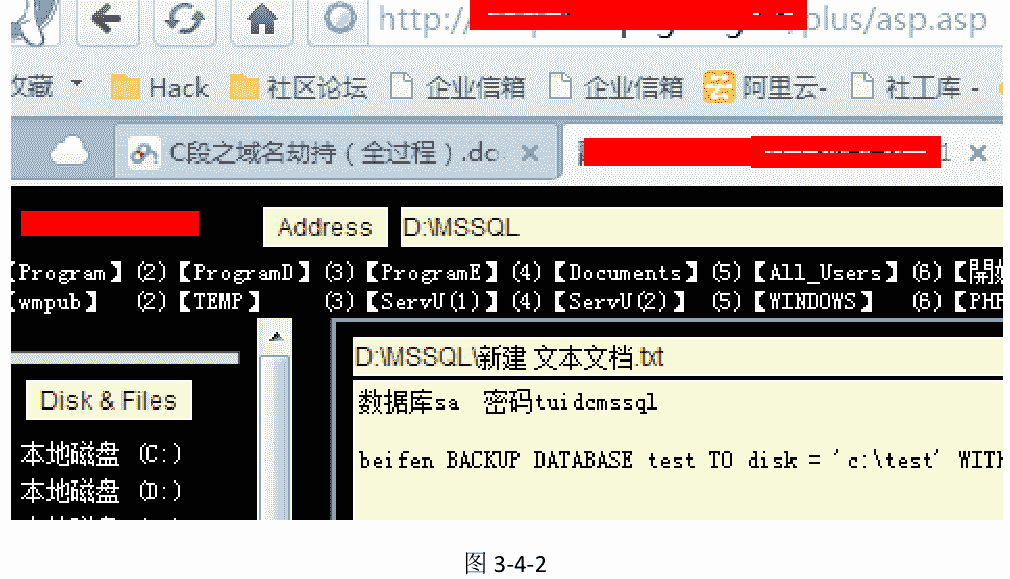 http:// plus/asp.asp
收藏 Hack 社区论坛 企业信箱 企业信箱 阿里云- 社工库 -
C段之域名劫持（全过程）.do
Address D:\MSSQL
【Program】(2)【ProgramD】(3)【ProgramE】(4)【Documents】(5)【All_Users】(6)【開始
【wmpub】 (2)【TEMP】 (3)【ServU(1)】(4)【ServU(2)】 (5)【WINDOWS】 (6)【PHP
D:\MSSQL\新建 文本文档.txt
Disk & Files
数据库sa 密码tuidcmssql
beifen BACKUP DATABASE test TO disk = 'c:\test' WITH
本地磁盘 (C:)
本地磁盘 (D:)
图 3-4-2